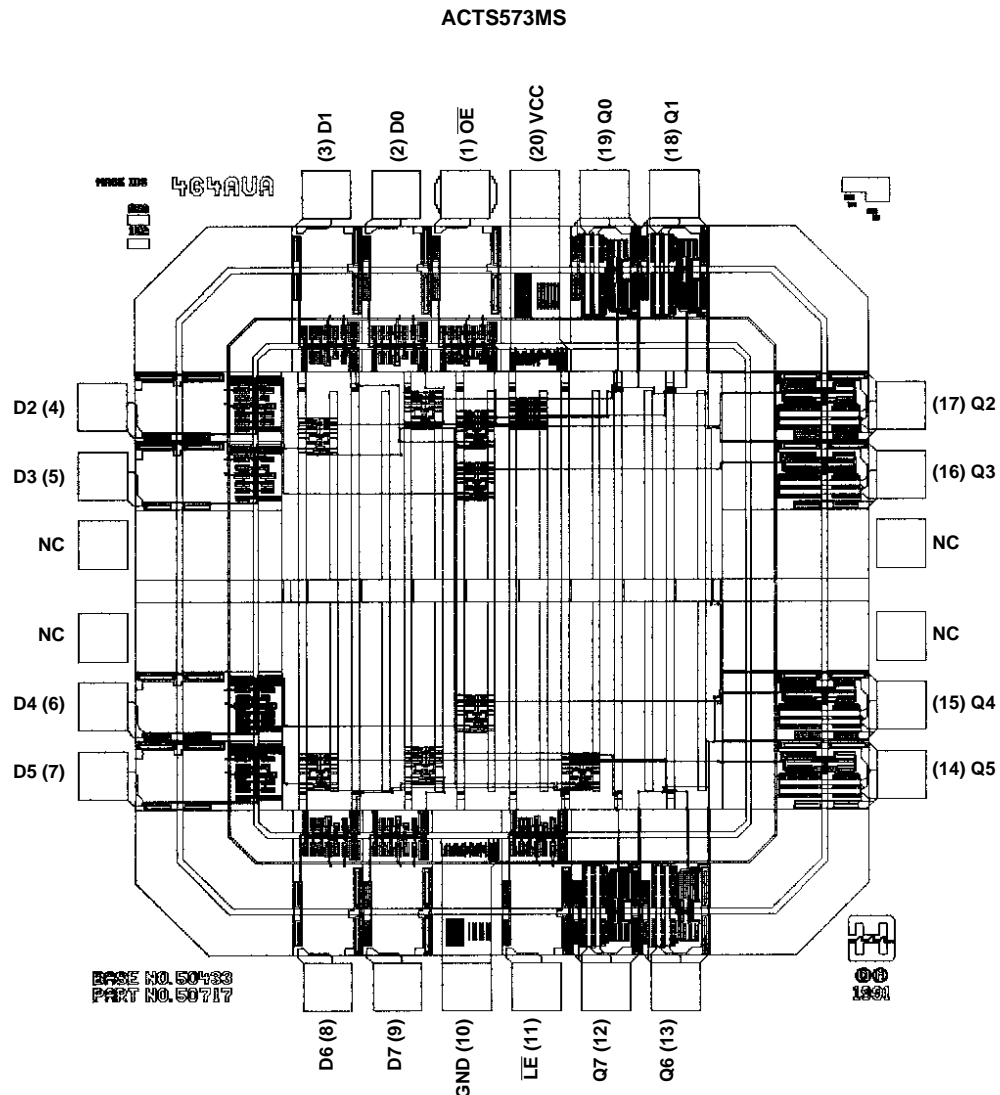 ACTS573MS
(3) D1
(2) D0
(1) O̅E̅
(20) VCC
(19) Q0
(18) Q1
MASK IDS
4C4AUA
D2 (4)
(17) Q2
D3 (5)
(16) Q3
NC
NC
NC
NC
D4 (6)
(15) Q4
D5 (7)
(14) Q5
BASE NO. 50433
PART NO. 50717
1991
D6 (8)
D7 (9)
GND (10)
L̅E̅ (11)
Q7 (12)
Q6 (13)